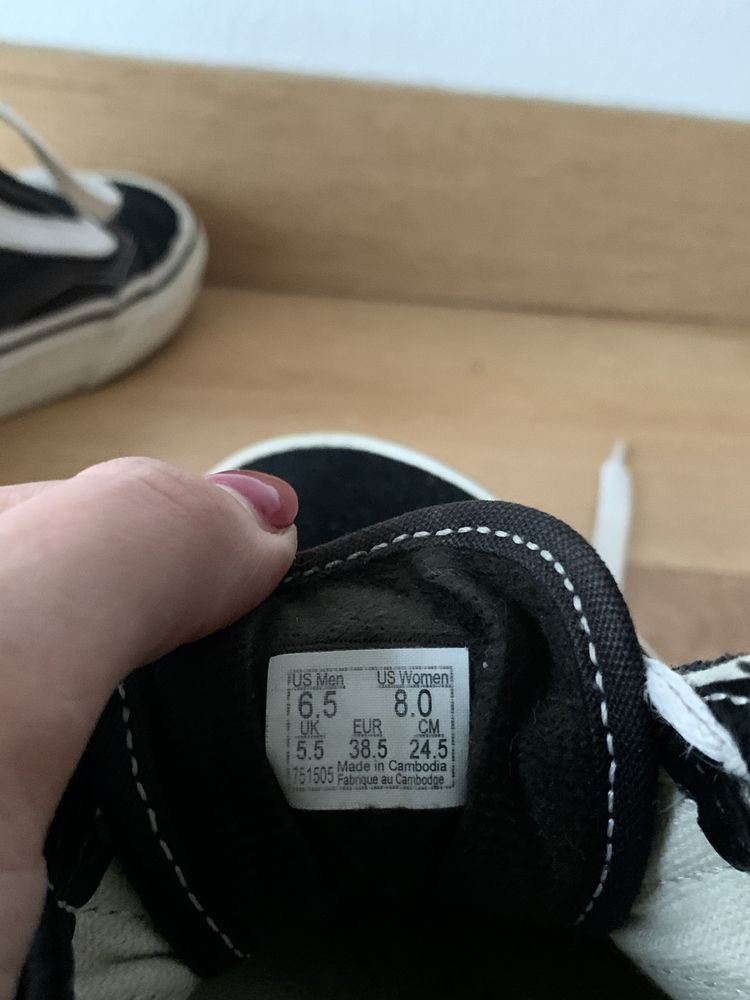 US Men US Women
6.5 8.0
UK EUR CM
5.5 38.5 24.5
751505 Made in Cambodia
Fabrique au Cambodge